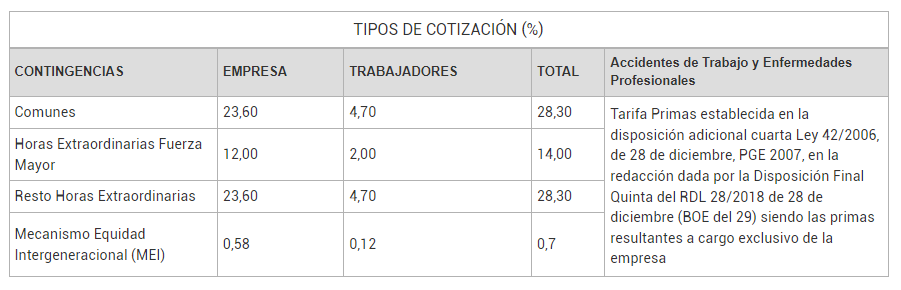 TIPOS DE COTIZACIÓN (%)
CONTINGENCIAS EMPRESA TRABAJADORES TOTAL Accidentes de Trabajo y Enfermedades
Profesionales
Comunes 23,60 4,70 28,30
Horas Extraordinarias Fuerza
Mayor 12,00 2,00 14,00
Resto Horas Extraordinarias 23,60 4,70 28,30
Mecanismo Equidad
Intergeneracional (MEI) 0,58 0,12 0,7
Tarifa Primas establecida en la
disposición adicional cuarta Ley 42/2006,
de 28 de diciembre, PGE 2007, en la
redacción dada por la Disposición Final
Quinta del RDL 28/2018 de 28 de
diciembre (BOE del 29) siendo las primas
resultantes a cargo exclusivo de la
empresa